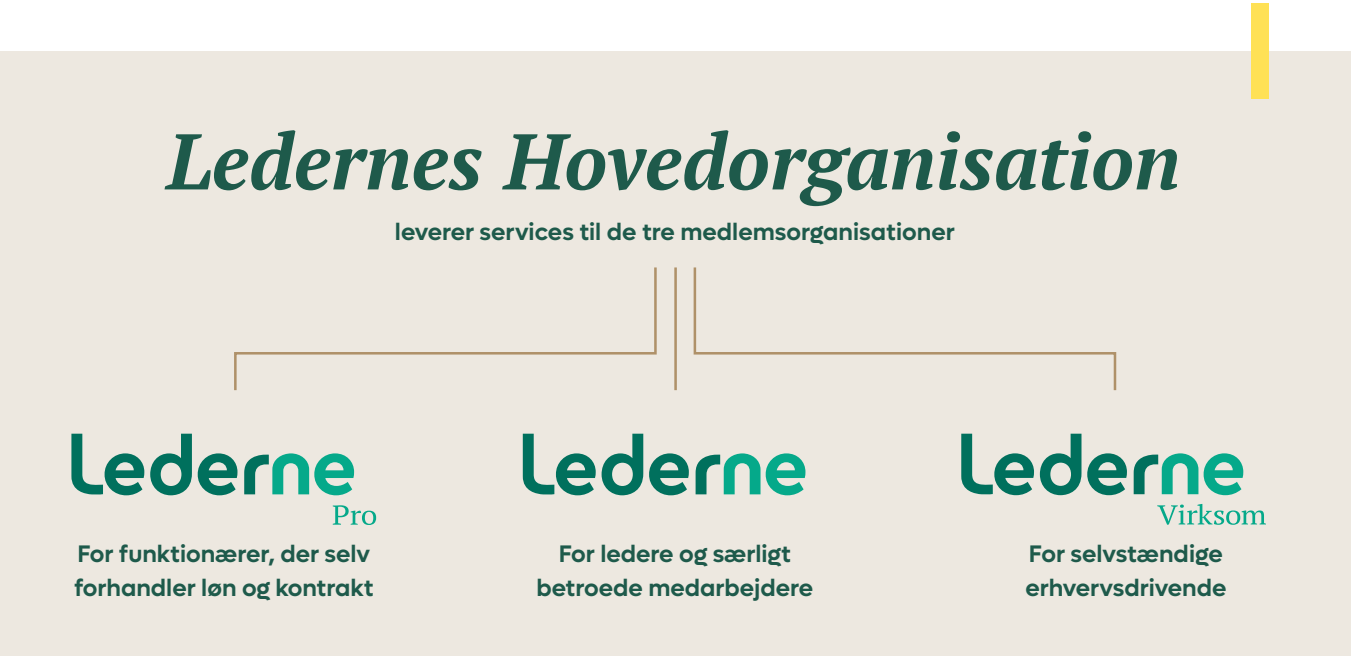 Ledernes Hovedorganisation
leverer services til de tre medlemsorganisationer
Lederne
Pro
For funktionærer, der selv
forhandler løn og kontrakt
Lederne
For ledere og særligt
betroede medarbejdere
Lederne
Virksom
For selvstændige
erhvervsdrivende